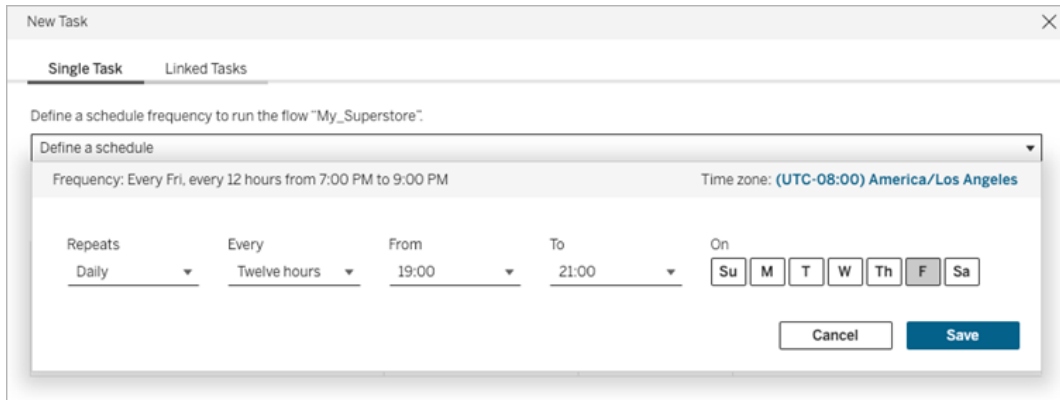 New Task
Single Task Linked Tasks
Define a schedule frequency to run the flow "My_Superstore".
Define a schedule
Frequency: Every Fri, every 12 hours from 7:00 PM to 9:00 PM Time zone: (UTC-08:00) America/Los Angeles
Repeats Every From To On
Daily Twelve hours 19:00 21:00 Su M T W Th F Sa
Cancel Save